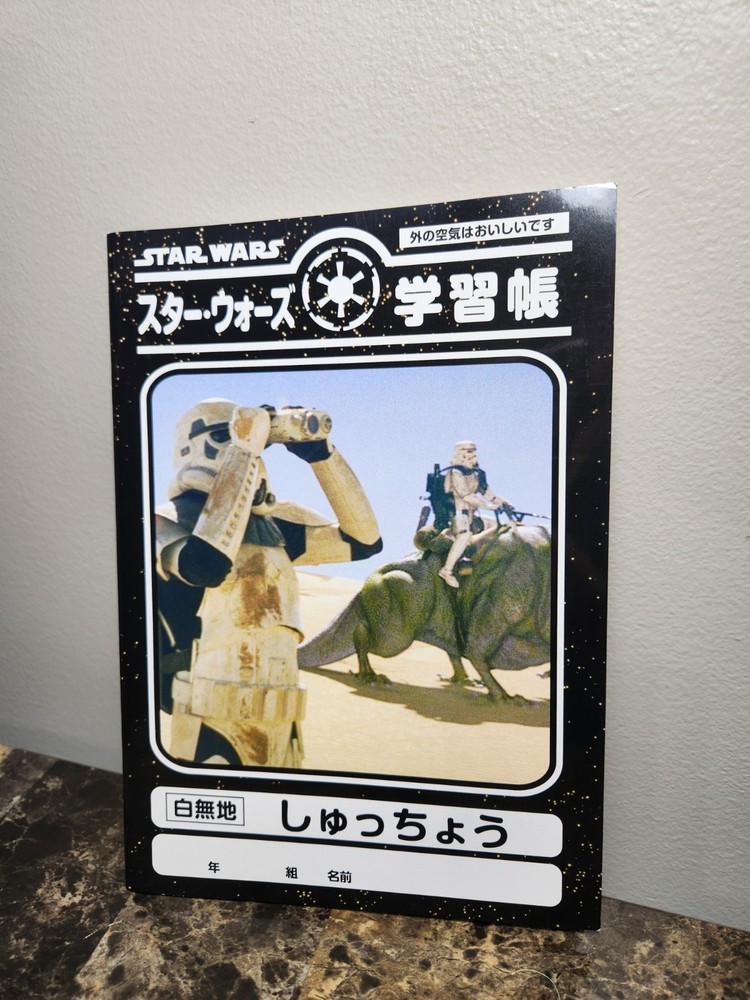 STAR WARS
外の空気はおいしいです
スター・ウォーズ 学習帳
白無地 しゅっちょう
年 組 名前